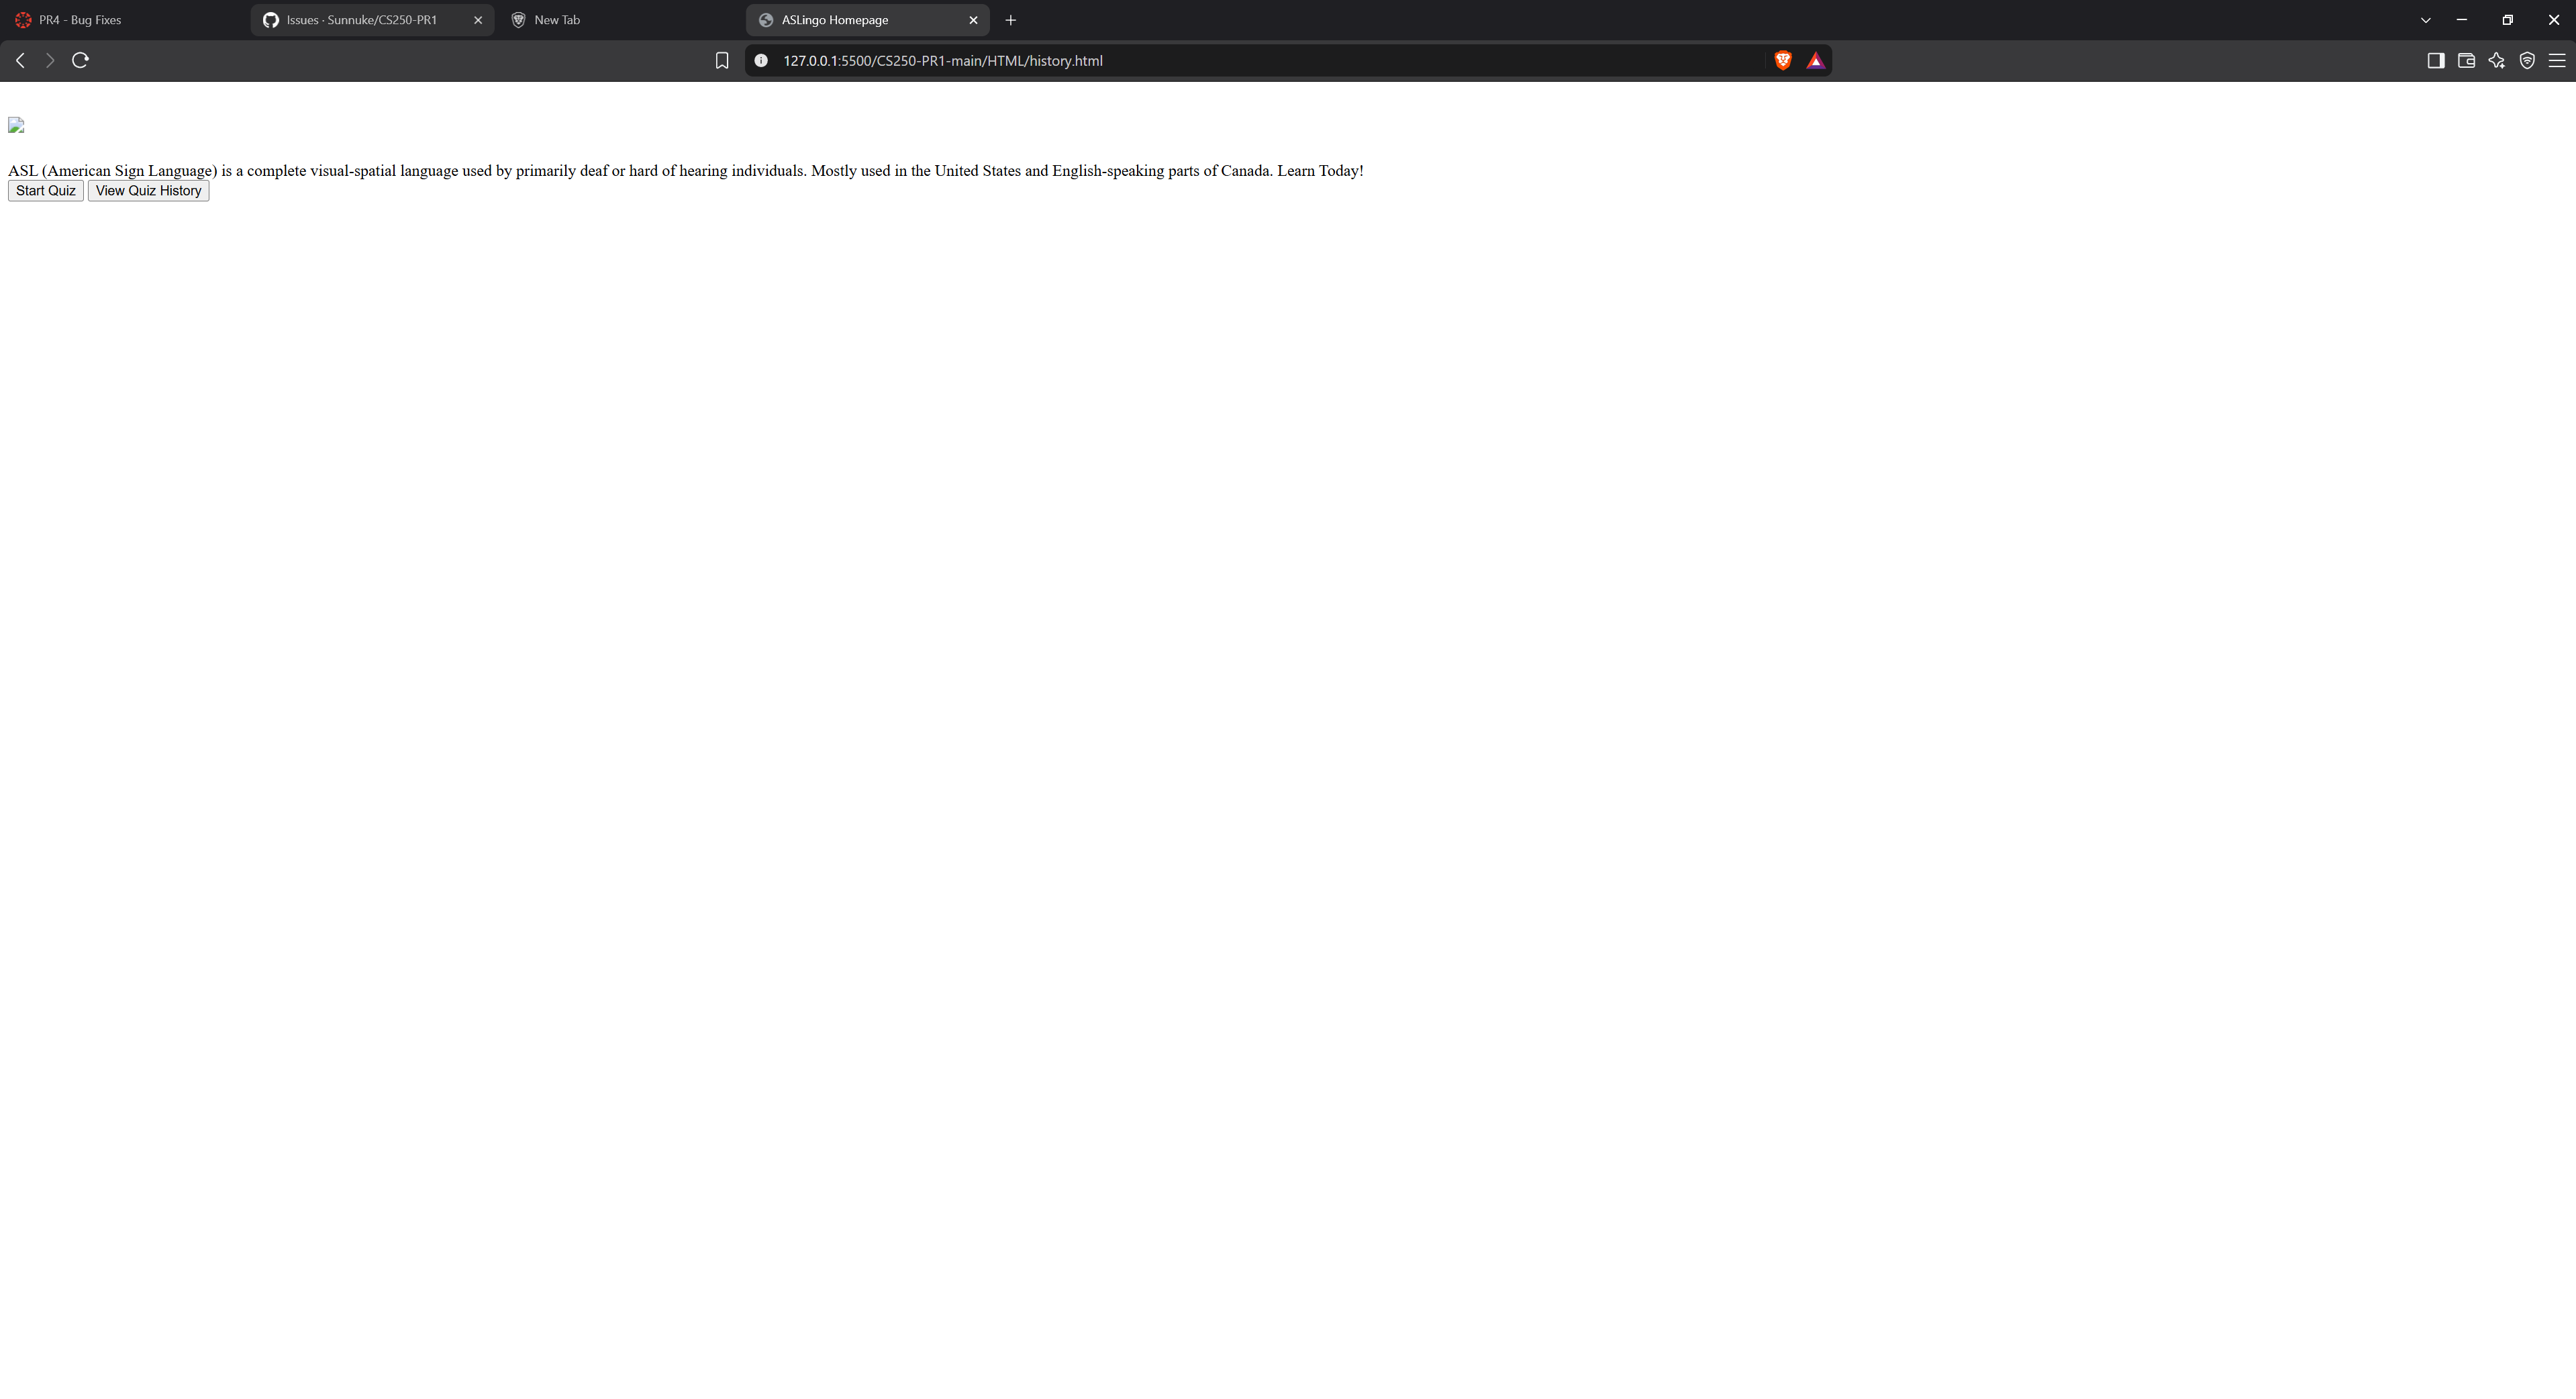 PR4 - Bug Fixes
Issues · Sunnuke/CS250-PR1
New Tab
ASLingo Homepage
127.0.0.1:5500/CS250-PR1-main/HTML/history.html
ASL (American Sign Language) is a complete visual-spatial language used by primarily deaf or hard of hearing individuals. Mostly used in the United States and English-speaking parts of Canada. Learn Today!
Start Quiz View Quiz History